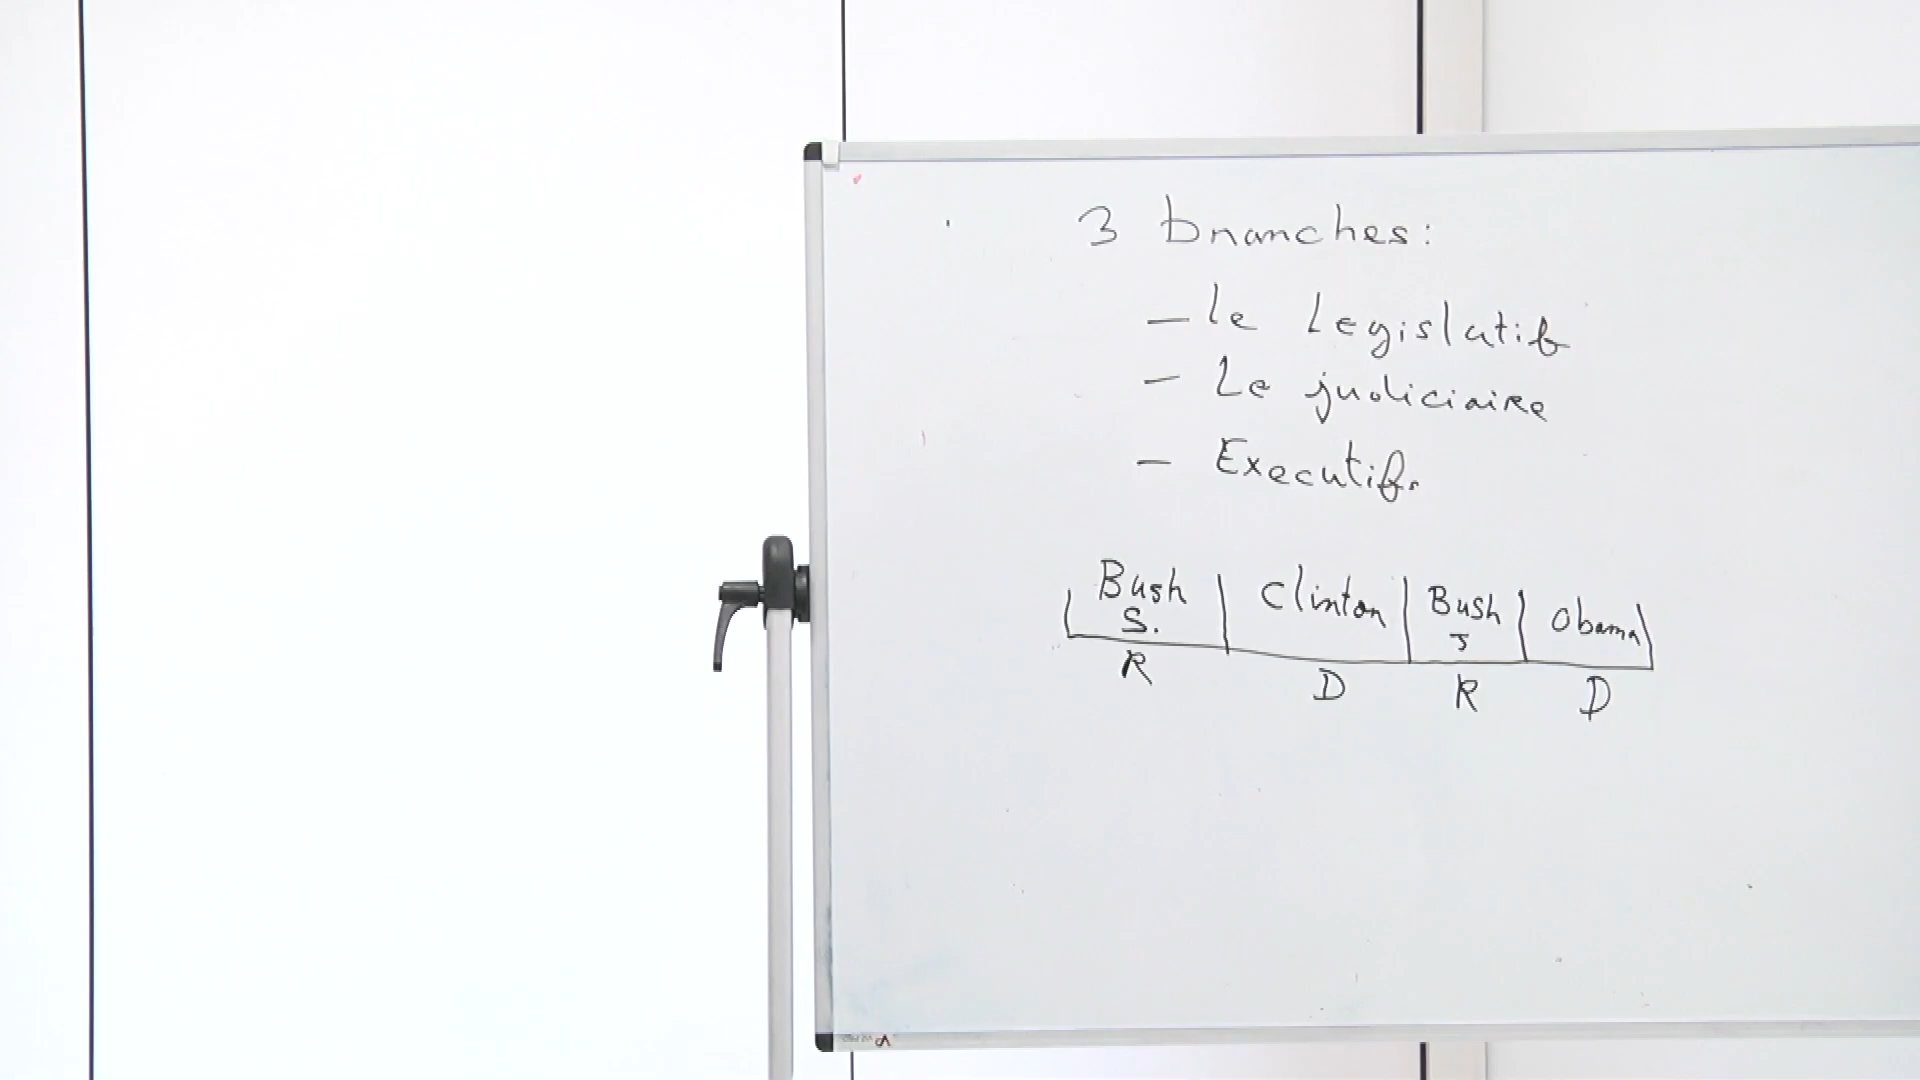 3 branches:
- le Legislatif
- Le judiciaire
- Executif.
Bush S. Clinton Bush J Obama
R D R D